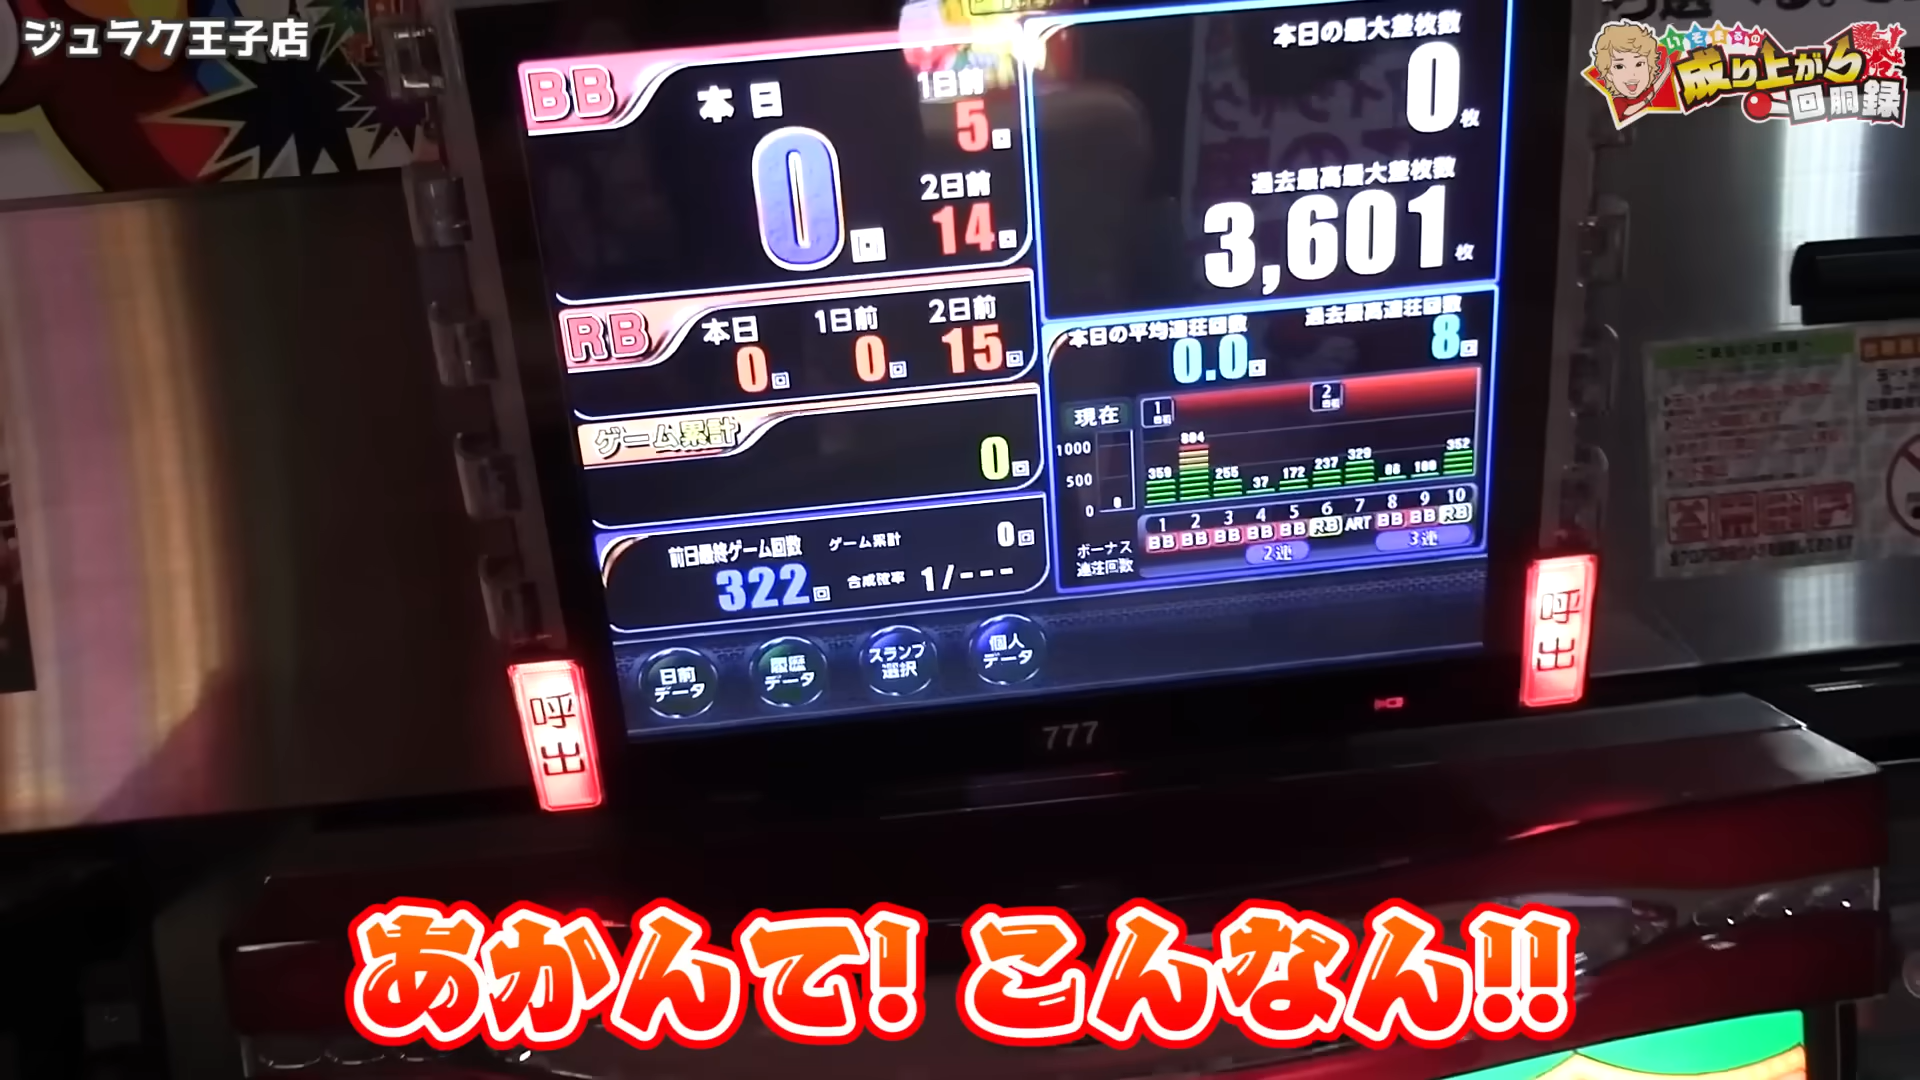 ジュラク王子店
いそまるの
成り上がり
回胴録
BB
本日
0回
1日前
5回
2日前
14回
本日の最大差枚数
0枚
過去最高最大差枚数
3,601枚
RB
本日 1日前 2日前
0回 0回 15回
ゲーム累計
0回
前日最終ゲーム回数
322回
ゲーム累計 0回
合成確率 1/---
本日の平均連荘回数
0.0回
過去最高連荘回数
8回
現在
1
2
1000
500
0
0
359 884 255 37 172 237 329 352
1 2 3 4 5 6 7 8 9 10
BB BB BB BB BB RB ART BB BB RB
ボーナス
連荘回数
2連 3連
日前
データ
履歴
データ
スランプ
選択
個人
データ
呼出
呼出
777
あかんて! こんなん!!